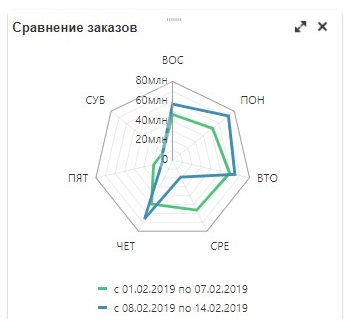 Сравнение заказов
ВОС
80млн
СУБ
ПОН
60млн
40млн
20млн
0
ПЯТ
ВТО
ЧЕТ
СРЕ
с 01.02.2019 по 07.02.2019
с 08.02.2019 по 14.02.2019